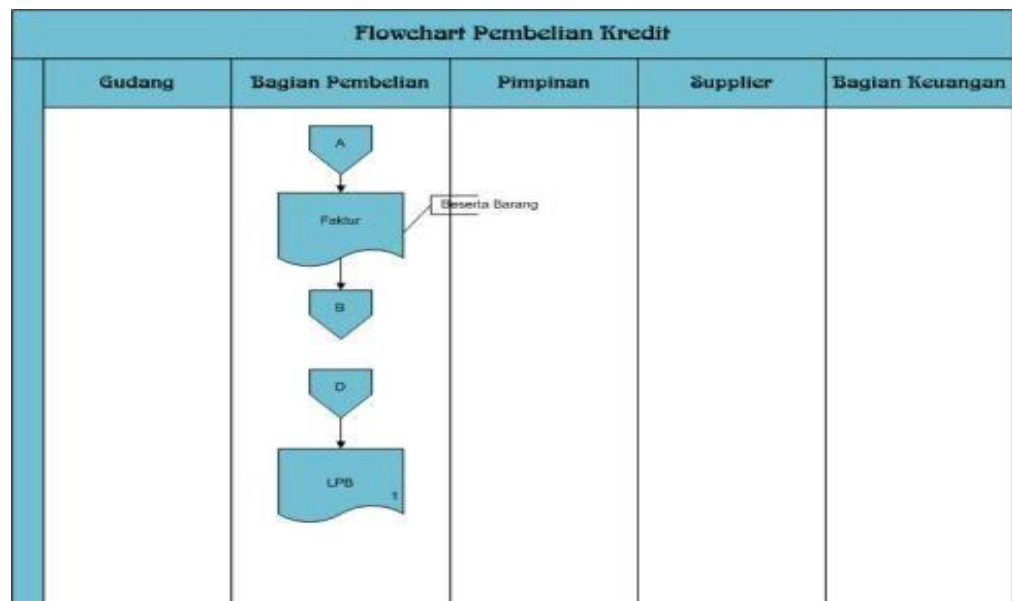 Flowchart Pembelian Kredit
Gudang
Bagian Pembelian
Pimpinan
Supplier
Bagian Keuangan
A
Faktur
Beserta Barang
B
D
LPB
1